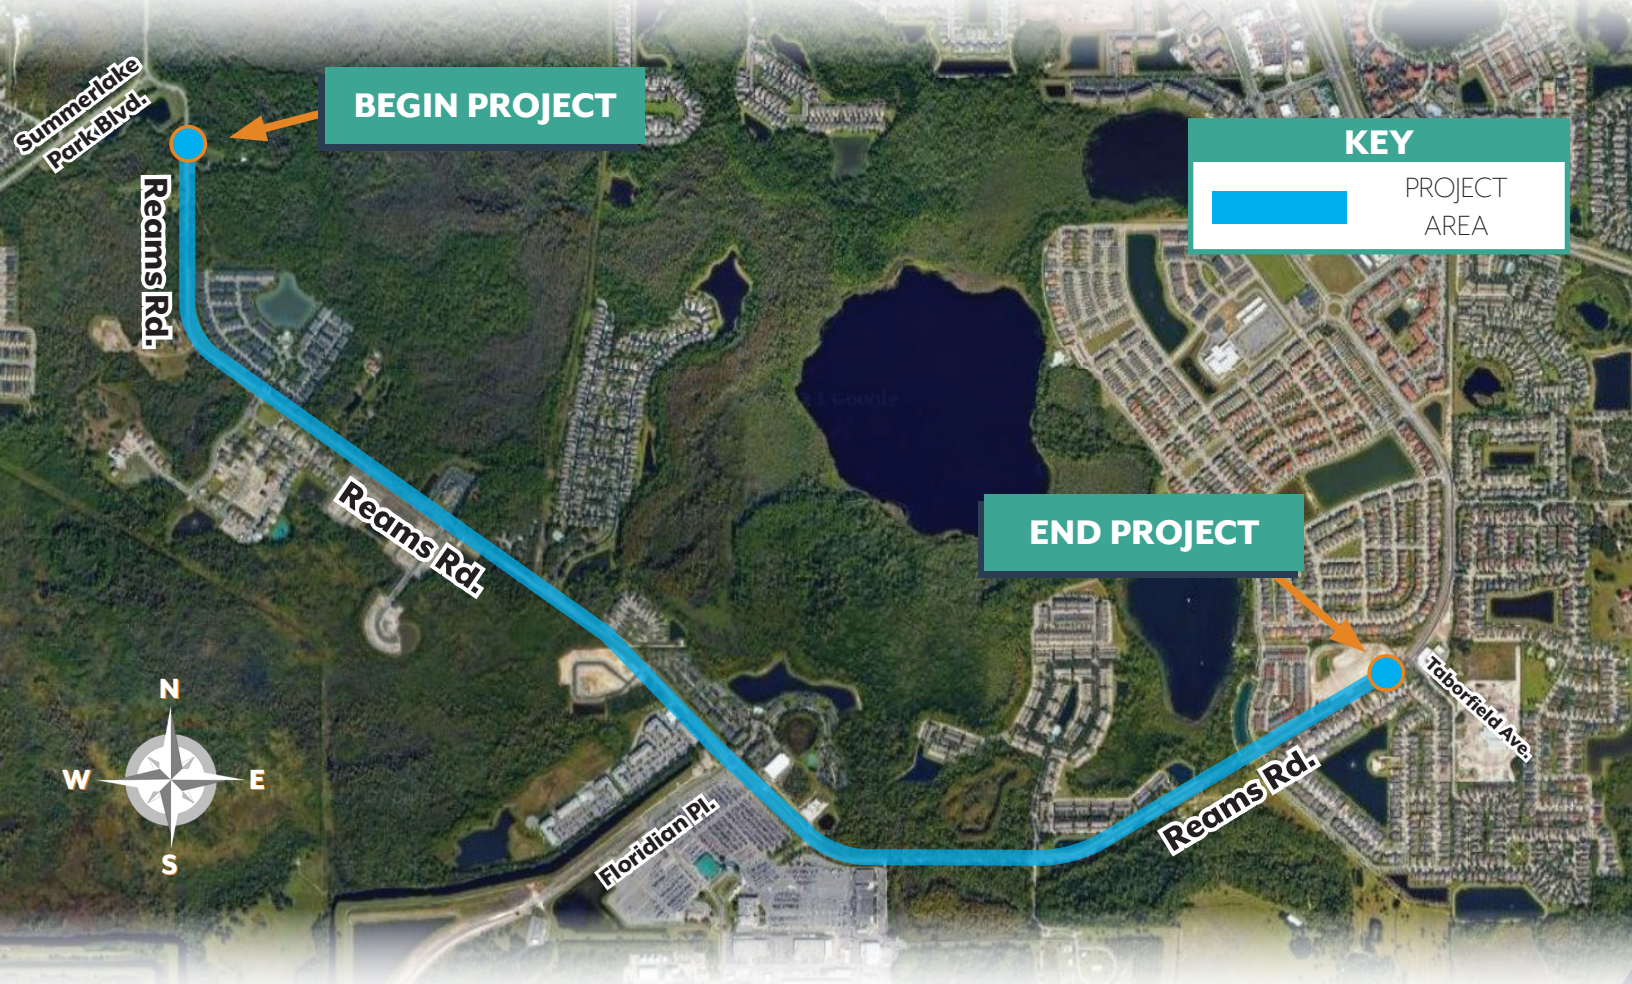 Summerlake
Park Blvd.
BEGIN PROJECT
KEY
PROJECT
AREA
Reams Rd.
Google
Reams Rd.
END PROJECT
Taborfield Ave.
N
W
E
S
Floridian Pl.
Reams Rd.